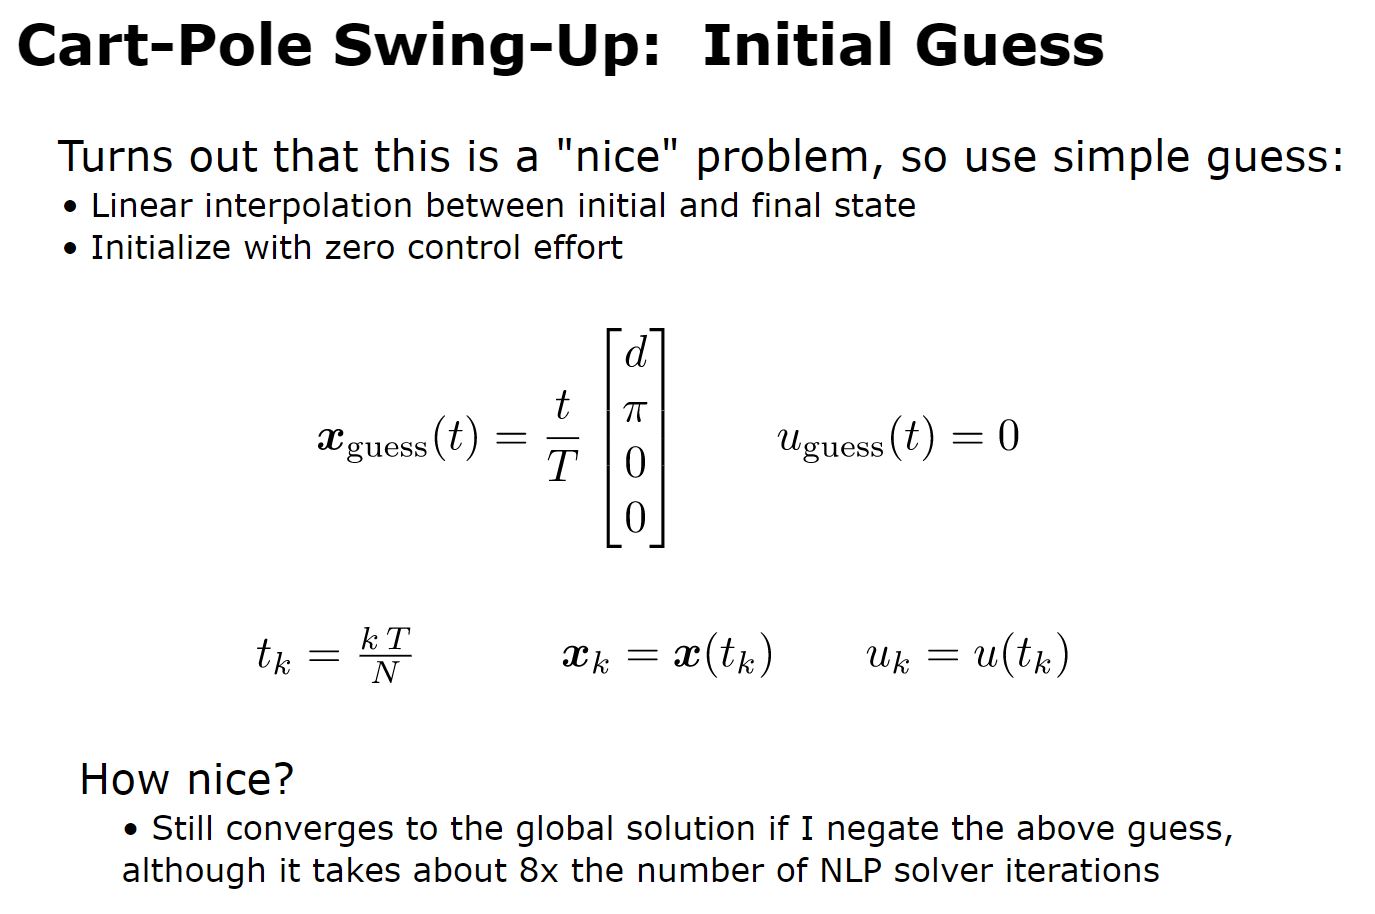 Cart-Pole Swing-Up: Initial Guess
Turns out that this is a "nice" problem, so use simple guess:
• Linear interpolation between initial and final state
• Initialize with zero control effort
$\boldsymbol{x}_{\text{guess}}(t) = \frac{t}{T} \begin{bmatrix} d \\ \pi \\ 0 \\ 0 \end{bmatrix}$ $u_{\text{guess}}(t) = 0$
$t_k = \frac{k\,T}{N}$ $\boldsymbol{x}_k = \boldsymbol{x}(t_k)$ $u_k = u(t_k)$
How nice?
• Still converges to the global solution if I negate the above guess,
although it takes about 8x the number of NLP solver iterations